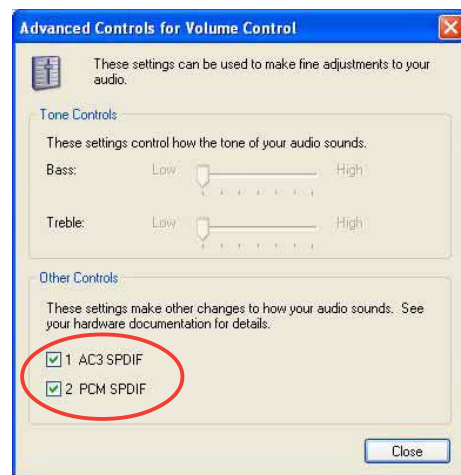 Advanced Controls for Volume Control
These settings can be used to make fine adjustments to your
audio.
Tone Controls
These settings control how the tone of your audio sounds.
Bass: Low High
Treble: Low High
Other Controls
These settings make other changes to how your audio sounds. See
your hardware documentation for details.
1 AC3 SPDIF
2 PCM SPDIF
Close